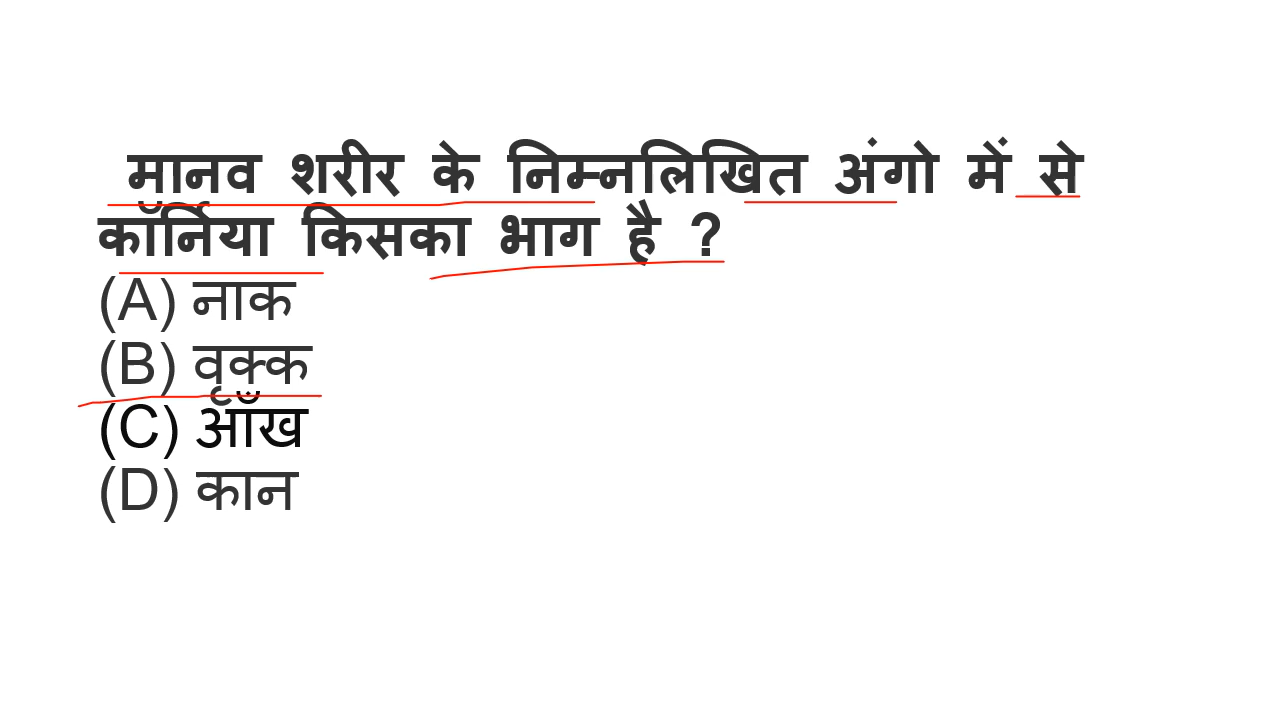 मानव शरीर के निम्नलिखित अंगो में से
कॉर्निया किसका भाग है ?
(A) नाक
(B) वृक्क
(C) आँख
(D) कान